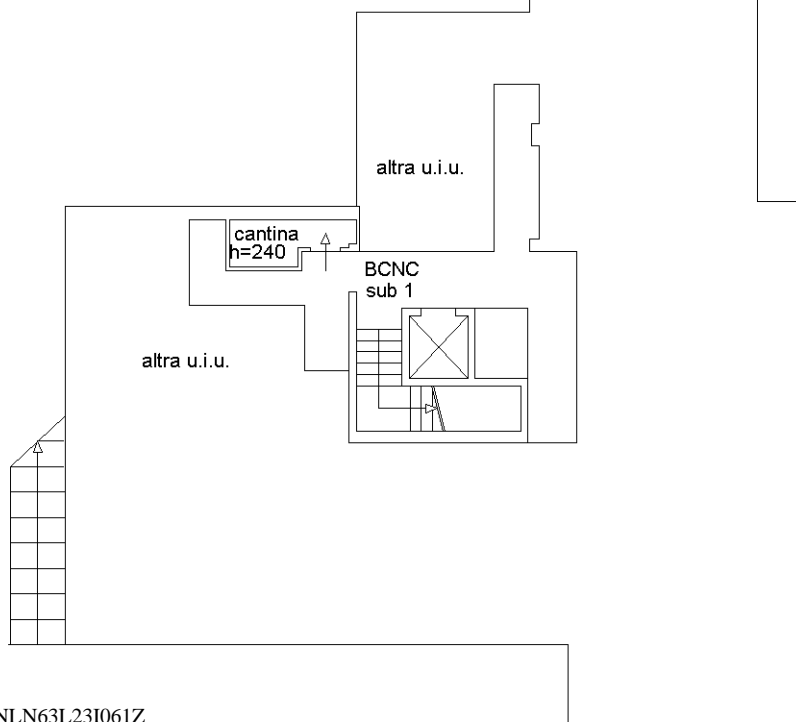 altra u.i.u.
cantina
h=240
BCNC
sub 1
altra u.i.u.
NLN63L23I061Z